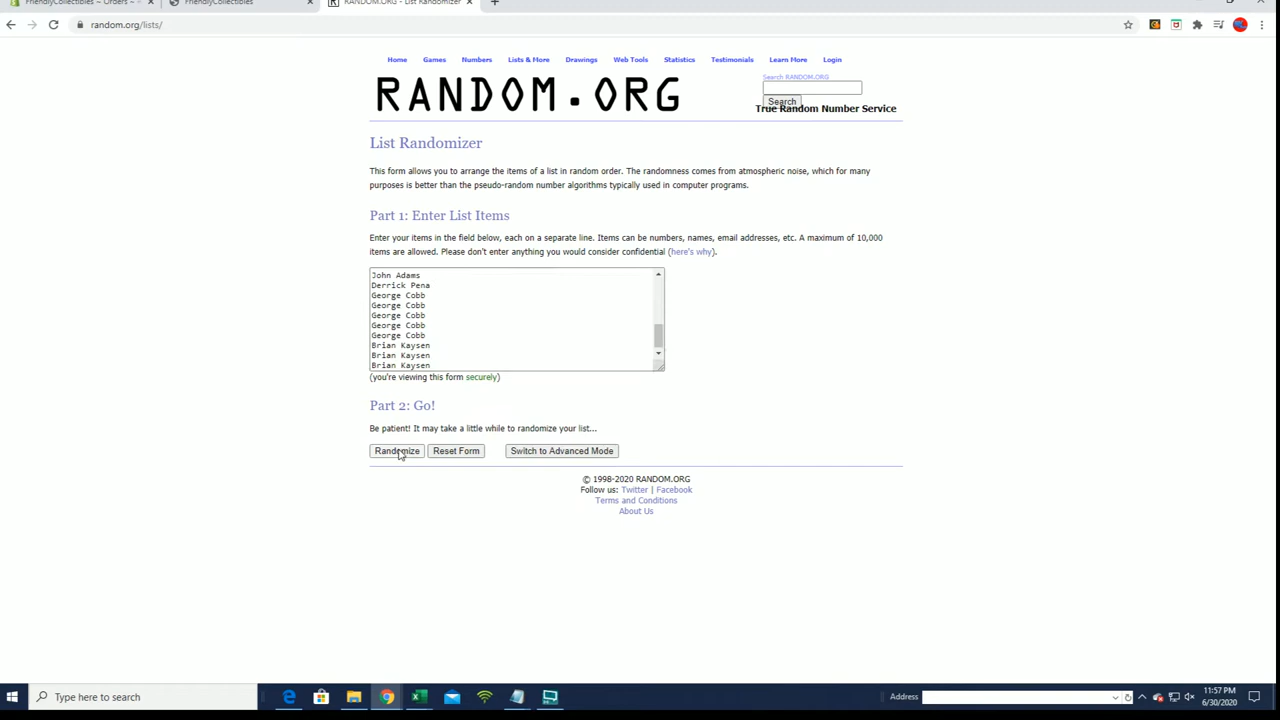 FriendlyCollectibles ~ Orders ~
FriendlyCollectibles
RANDOM.ORG - List Randomizer
random.org/lists/
Home Games Numbers Lists & More Drawings Web Tools Statistics Testimonials Learn More Login
RANDOM.ORG
Search RANDOM.ORG
Search
True Random Number Service
List Randomizer
This form allows you to arrange the items of a list in random order. The randomness comes from atmospheric noise, which for many
purposes is better than the pseudo-random number algorithms typically used in computer programs.
Part 1: Enter List Items
Enter your items in the field below, each on a separate line. Items can be numbers, names, email addresses, etc. A maximum of 10,000
items are allowed. Please don't enter anything you would consider confidential (here's why).
John Adams
Derrick Pena
George Cobb
George Cobb
George Cobb
George Cobb
George Cobb
Brian Kaysen
Brian Kaysen
Brian Kaysen
(you're viewing this form securely)
Part 2: Go!
Be patient! It may take a little while to randomize your list...
Randomize Reset Form Switch to Advanced Mode
© 1998-2020 RANDOM.ORG
Follow us: Twitter | Facebook
Terms and Conditions
About Us
Type here to search
Address
11:57 PM
6/30/2020